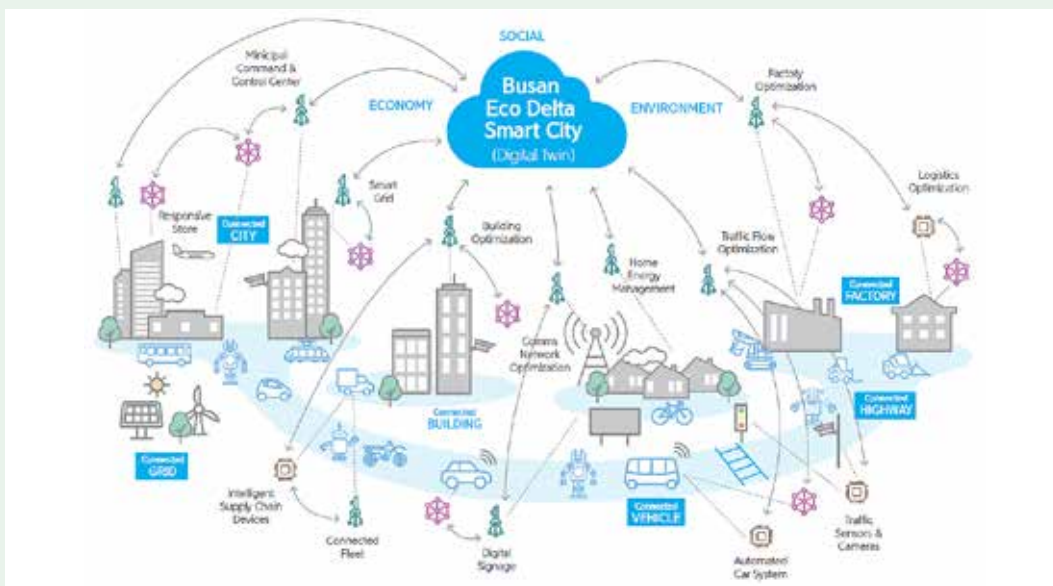 SOCIAL
Busan
Eco Delta
Smart City
(Digital Twin)
ECONOMY
ENVIRONMENT
Minicipal
Command &
Control Center
Factory
Optimization
Smart
Grid
Logistics
Optimization
Responsive
Store
Connected
CITY
Building
Optimization
Traffic Flow
Optimization
Home
Energy
Management
Connected
FACTORY
Comms
Network
Optimization
Connected
BUILDING
Connected
HIGHWAY
Connected
GRID
Intelligent
Supply Chain
Devices
Connected
Fleet
Digital
Signage
Connected
VEHICLE
Automated
Car System
Traffic
Sensors &
Cameras